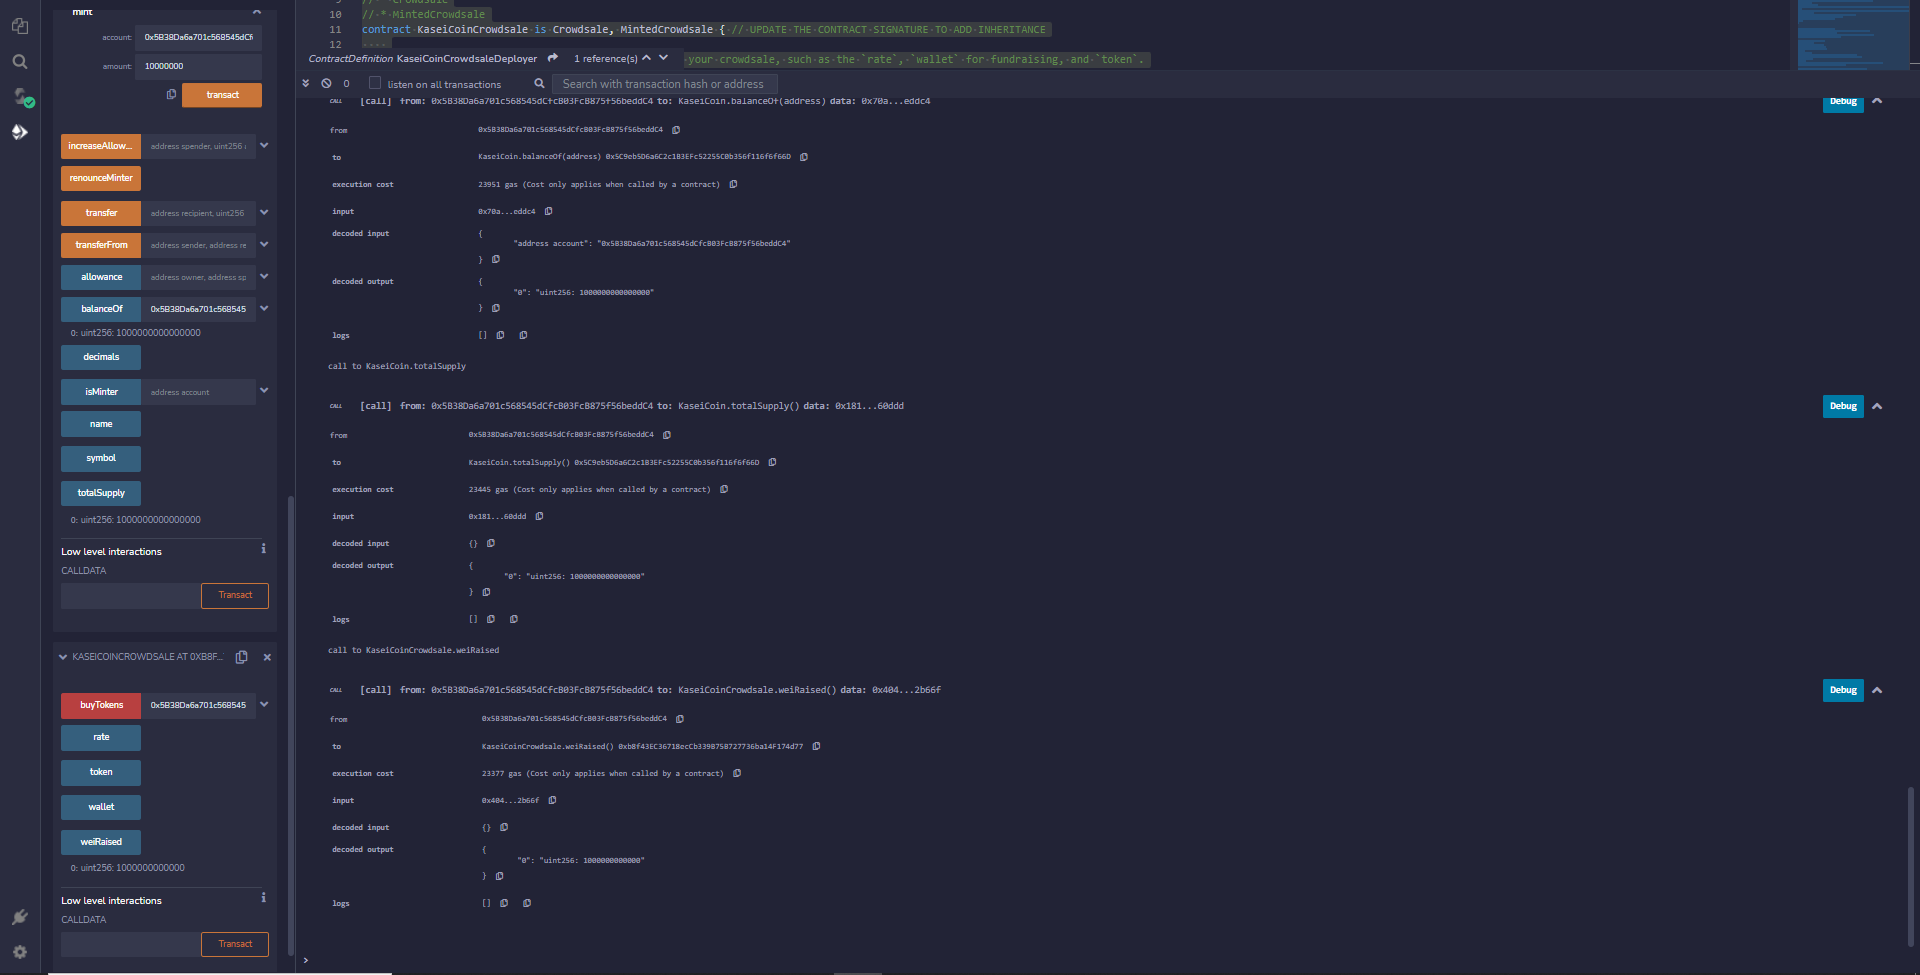 mint
account:
0x5B38Da6a701c568545dCf
amount:
10000000
transact
increaseAllow...
address spender, uint256
renounceMinter
transfer
address recipient, uint256
transferFrom
address sender, address re
allowance
address owner, address sp
balanceOf
0x5B38Da6a701c568545
0: uint256: 1000000000000000
decimals
isMinter
address account
name
symbol
totalSupply
0: uint256: 1000000000000000
Low level interactions
CALLDATA
Transact
KASEICOINCROWDSALE AT 0XB8F...
buyTokens
0x5B38Da6a701c568545
rate
token
wallet
weiRaised
0: uint256: 1000000000000
Low level interactions
CALLDATA
Transact
9 // * Crowdsale
10 // * MintedCrowdsale
11 contract KaseiCoinCrowdsale is Crowdsale, MintedCrowdsale { // UPDATE THE CONTRACT SIGNATURE TO ADD INHERITANCE
12
ContractDefinition KaseiCoinCrowdsaleDeployer 1 reference(s)
your crowdsale, such as the `rate`, `wallet` for fundraising, and `token`.
0 listen on all transactions Search with transaction hash or address
CALL [call] from: 0x5B38Da6a701c568545dCfcB03FcB875f56beddC4 to: KaseiCoin.balanceOf(address) data: 0x70a...eddc4 Debug
from 0x5B38Da6a701c568545dCfcB03FcB875f56beddC4
to KaseiCoin.balanceOf(address) 0x5C9eb5D6a6C2c1B3EFc52255C0b356f116f6f66D
execution cost 23951 gas (Cost only applies when called by a contract)
input 0x70a...eddc4
decoded input {
"address account": "0x5B38Da6a701c568545dCfcB03FcB875f56beddC4"
}
decoded output {
"0": "uint256: 1000000000000000"
}
logs []
call to KaseiCoin.totalSupply
CALL [call] from: 0x5B38Da6a701c568545dCfcB03FcB875f56beddC4 to: KaseiCoin.totalSupply() data: 0x181...60ddd Debug
from 0x5B38Da6a701c568545dCfcB03FcB875f56beddC4
to KaseiCoin.totalSupply() 0x5C9eb5D6a6C2c1B3EFc52255C0b356f116f6f66D
execution cost 23445 gas (Cost only applies when called by a contract)
input 0x181...60ddd
decoded input {}
decoded output {
"0": "uint256: 1000000000000000"
}
logs []
call to KaseiCoinCrowdsale.weiRaised
CALL [call] from: 0x5B38Da6a701c568545dCfcB03FcB875f56beddC4 to: KaseiCoinCrowdsale.weiRaised() data: 0x404...2b66f Debug
from 0x5B38Da6a701c568545dCfcB03FcB875f56beddC4
to KaseiCoinCrowdsale.weiRaised() 0xb8f43EC36718ecCb339B75B727736ba14F174d77
execution cost 23377 gas (Cost only applies when called by a contract)
input 0x404...2b66f
decoded input {}
decoded output {
"0": "uint256: 1000000000000"
}
logs []
>